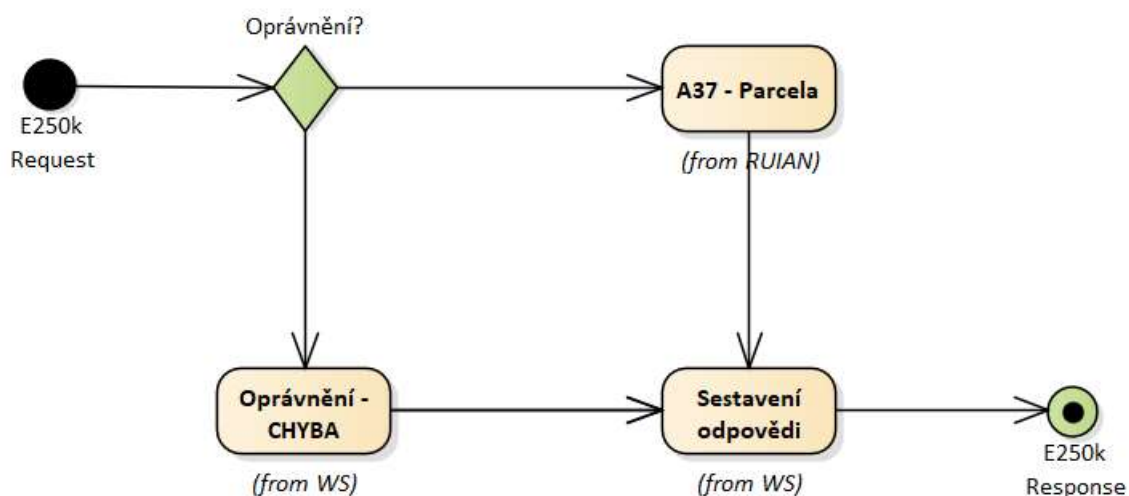 Oprávnění?
E250k
Request
A37 - Parcela
(from RUIAN)
Oprávnění -
CHYBA
(from WS)
Sestavení
odpovědi
(from WS)
E250k
Response